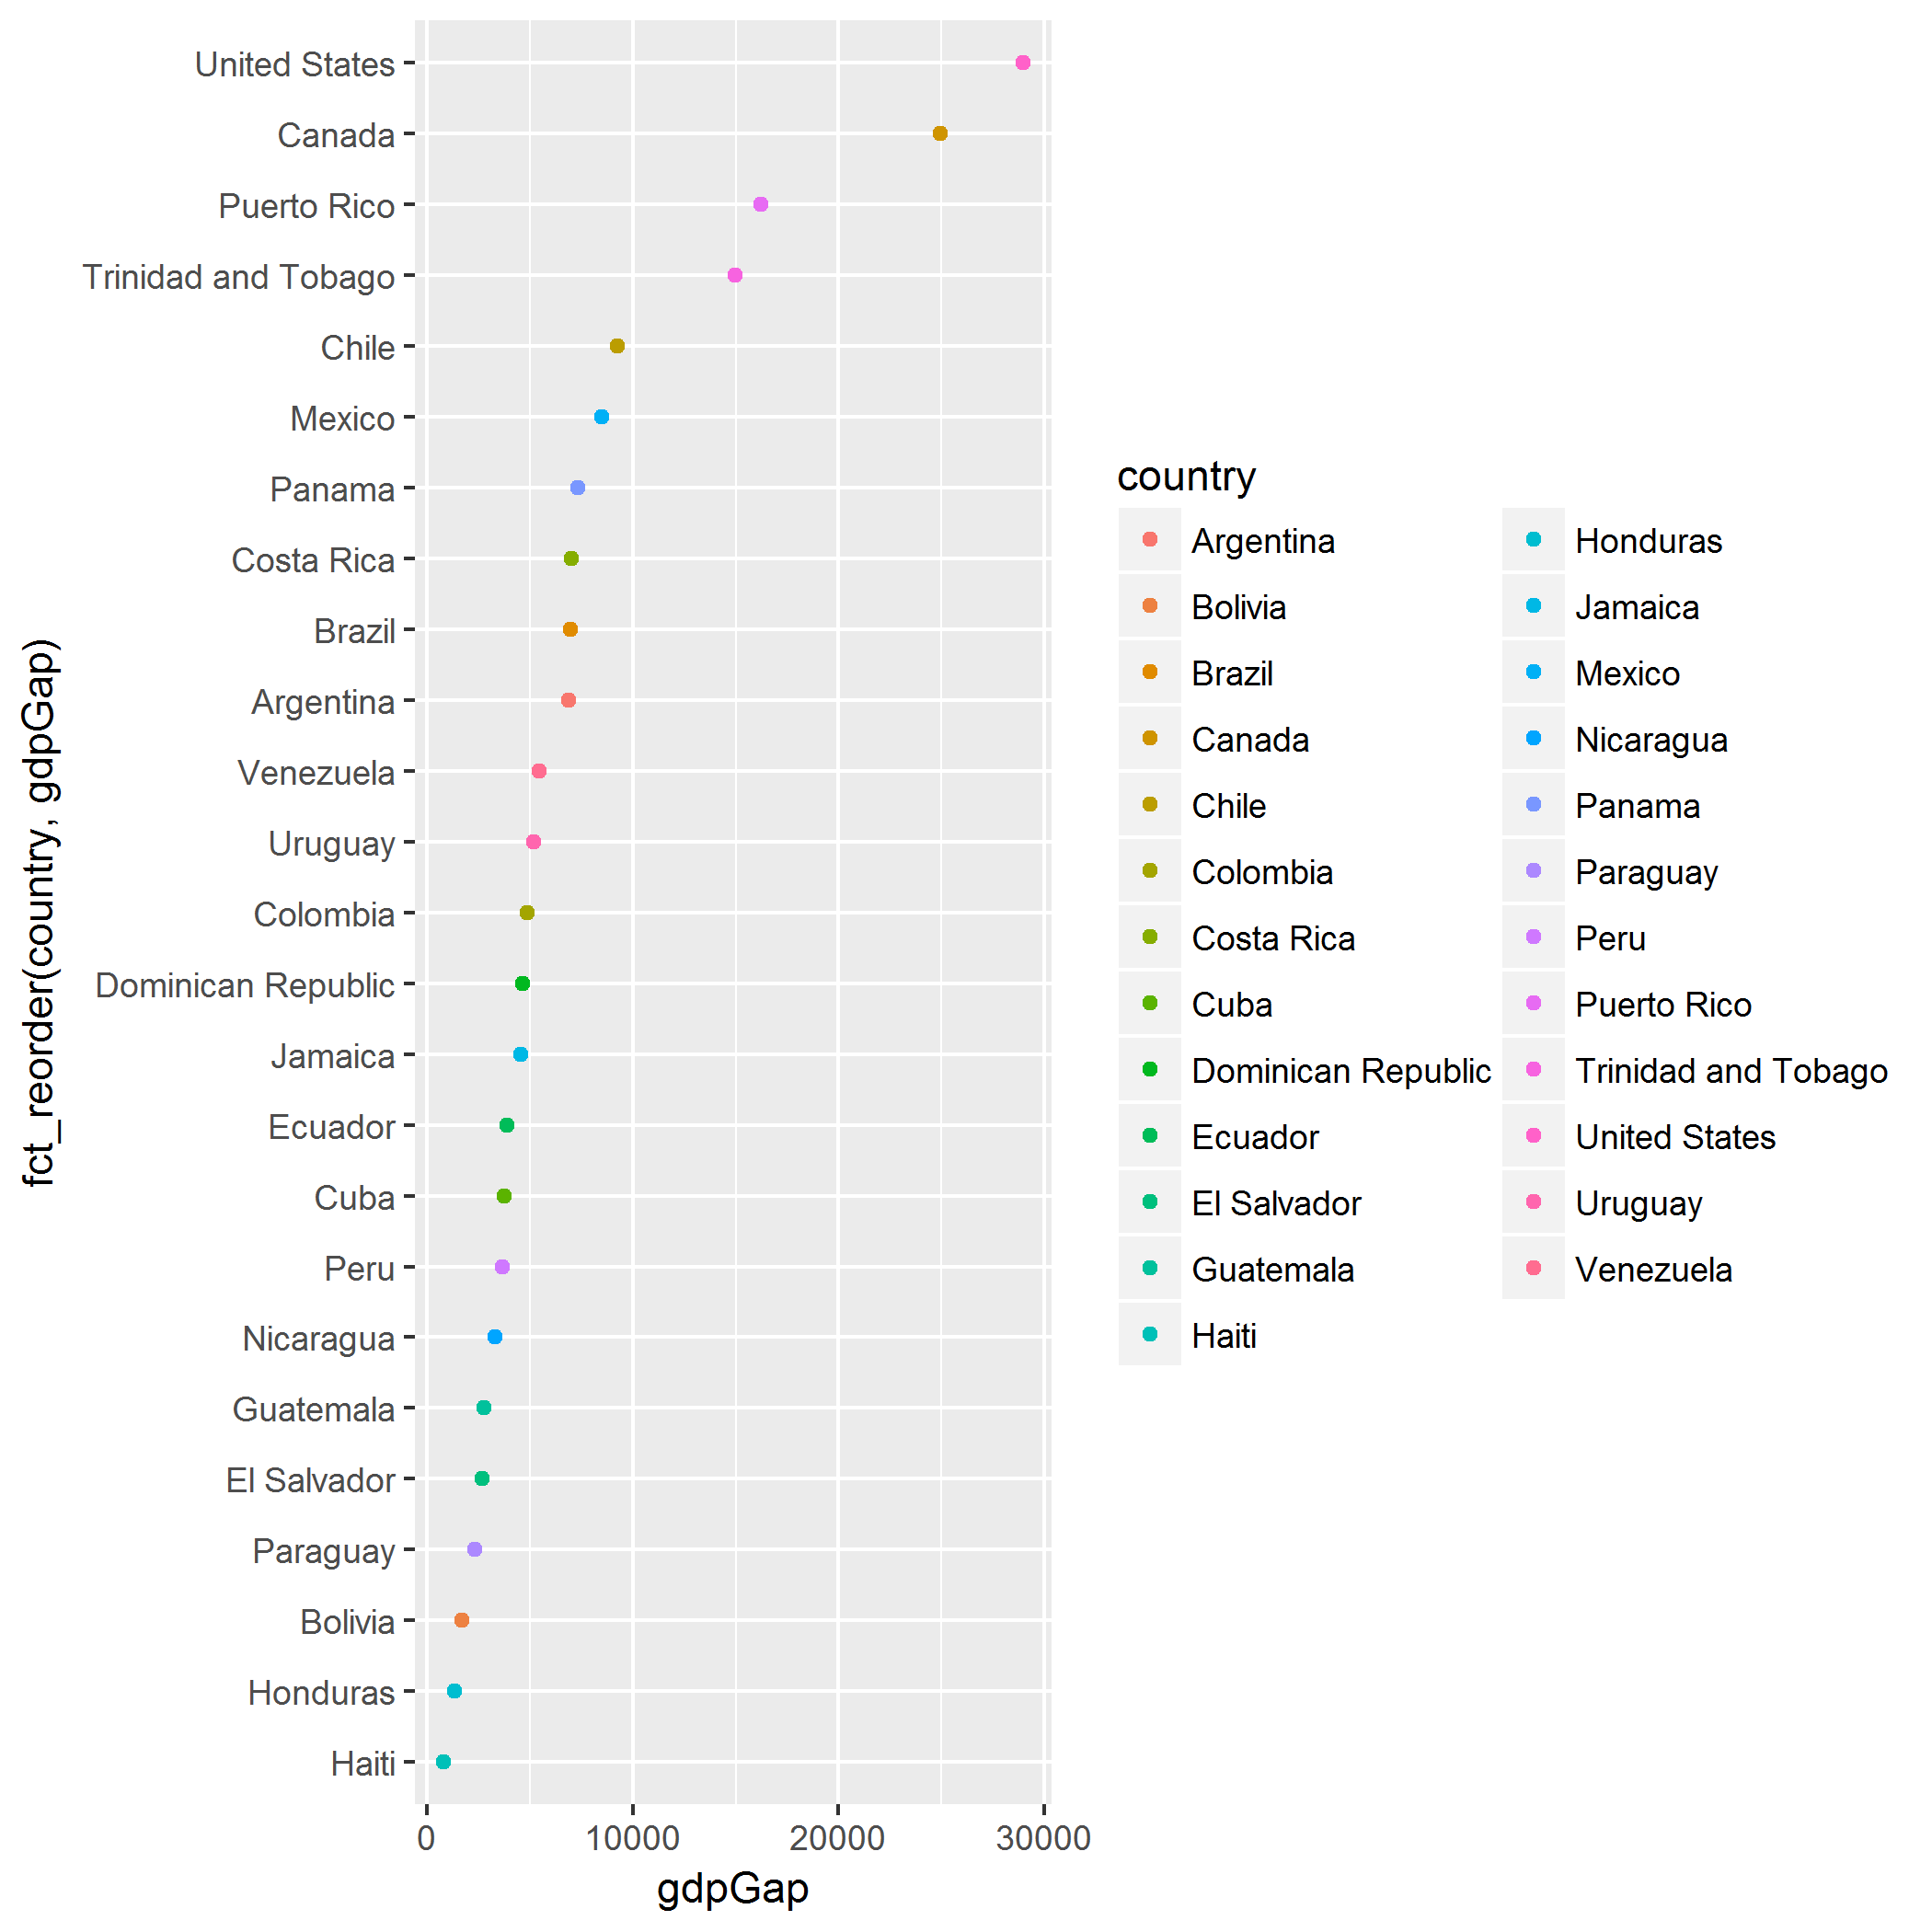 fct_reorder(country, gdpGap)
United States
Canada
Puerto Rico
Trinidad and Tobago
Chile
Mexico
Panama
Costa Rica
Brazil
Argentina
Venezuela
Uruguay
Colombia
Dominican Republic
Jamaica
Ecuador
Cuba
Peru
Nicaragua
Guatemala
El Salvador
Paraguay
Bolivia
Honduras
Haiti
0 10000 20000 30000
gdpGap
country
Argentina
Bolivia
Brazil
Canada
Chile
Colombia
Costa Rica
Cuba
Dominican Republic
Ecuador
El Salvador
Guatemala
Haiti
Honduras
Jamaica
Mexico
Nicaragua
Panama
Paraguay
Peru
Puerto Rico
Trinidad and Tobago
United States
Uruguay
Venezuela